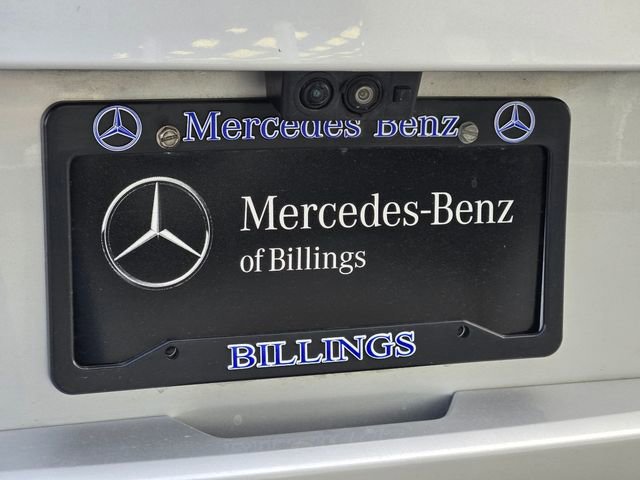 Mercedes Benz
Mercedes-Benz
of Billings
BILLINGS